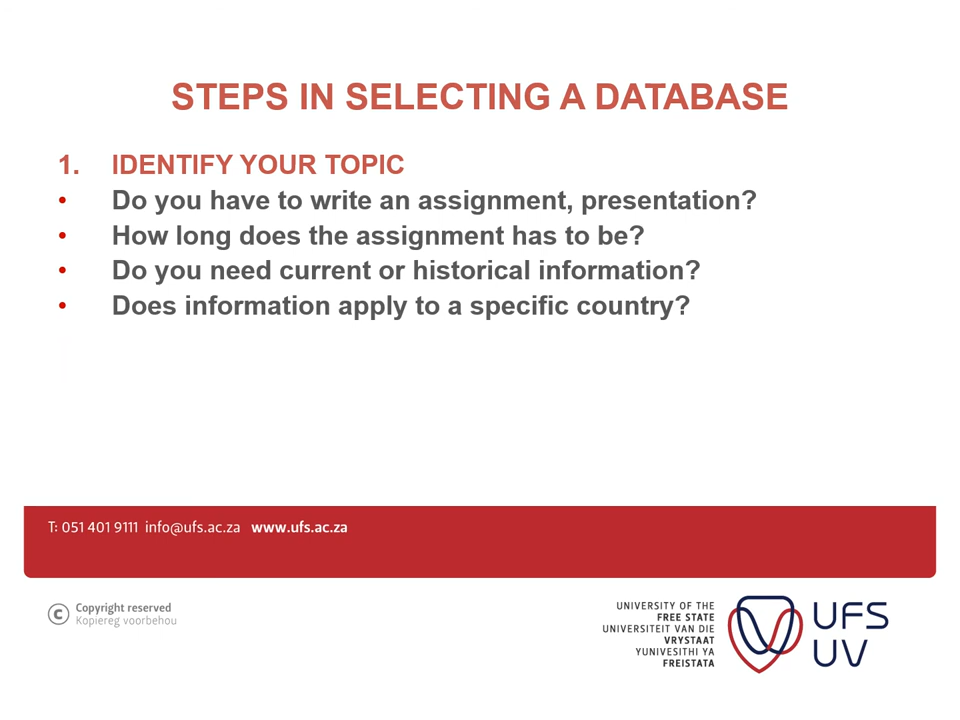 STEPS IN SELECTING A DATABASE
1. IDENTIFY YOUR TOPIC
• Do you have to write an assignment, presentation?
• How long does the assignment has to be?
• Do you need current or historical information?
• Does information apply to a specific country?
T: 051 401 9111 info@ufs.ac.za www.ufs.ac.za
© Copyright reserved
Kopiereg voorbehou
UNIVERSITY OF THE
FREE STATE
UNIVERSITEIT VAN DIE
VRYSTAAT
YUNIVESITHI YA
FREISTATA
UFS
UV